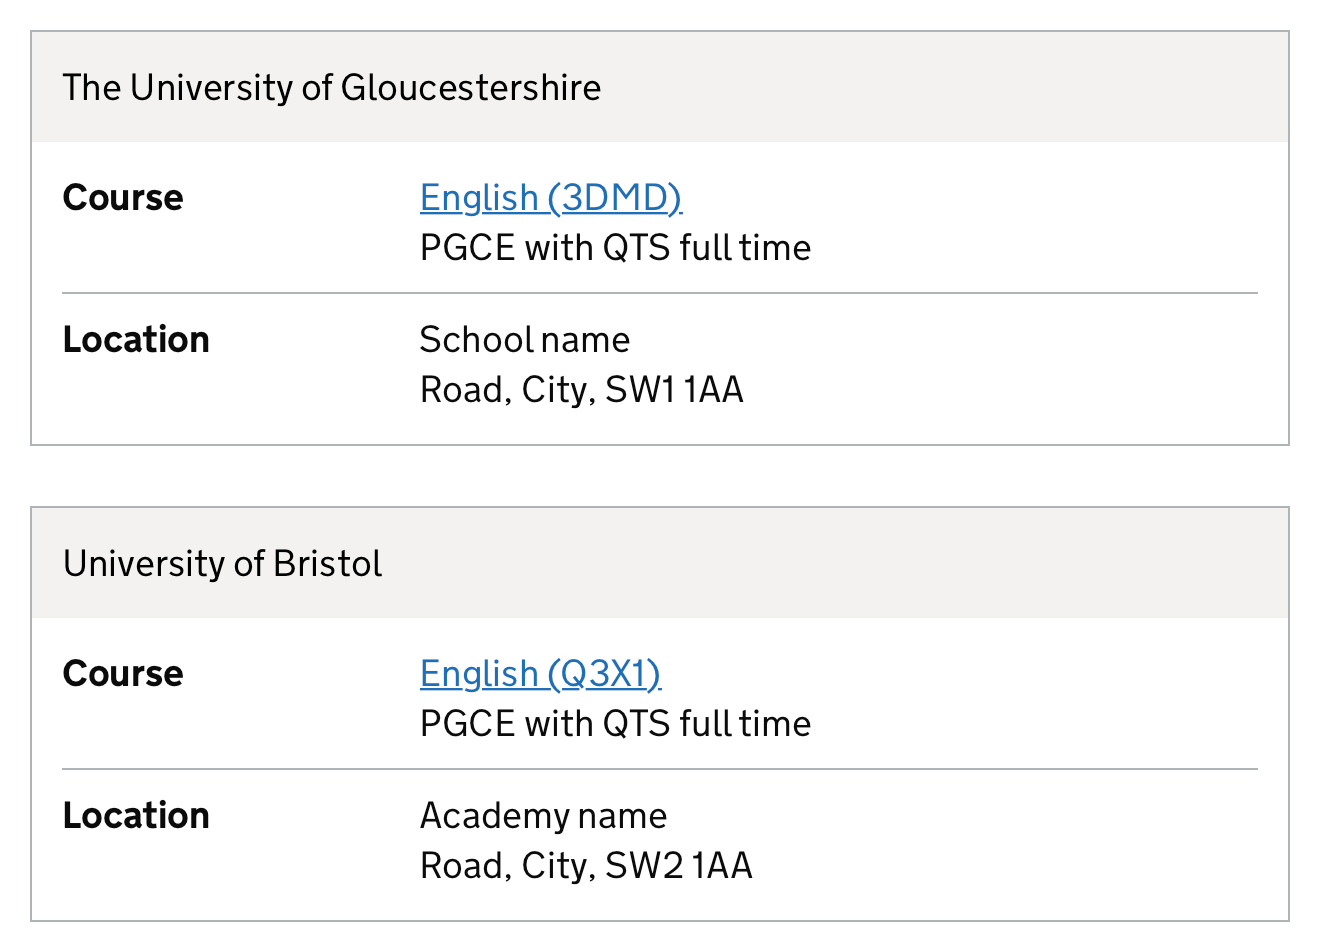 The University of Gloucestershire
Course
English (3DMD)
PGCE with QTS full time
Location
School name
Road, City, SW1 1AA
University of Bristol
Course
English (Q3X1)
PGCE with QTS full time
Location
Academy name
Road, City, SW2 1AA